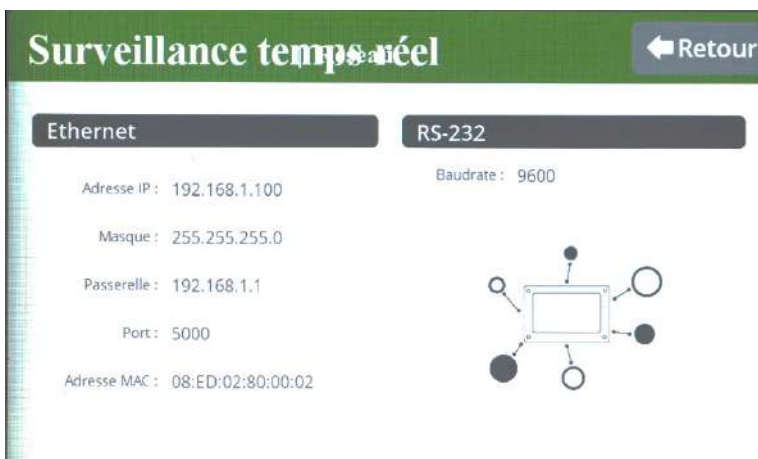 Surveillance temps réel
Retour
Ethernet
Adresse IP : 192.168.1.100
Masque : 255.255.255.0
Passerelle : 192.168.1.1
Port : 5000
Adresse MAC : 08:ED:02:80:00:02
RS-232
Baudrate : 9600